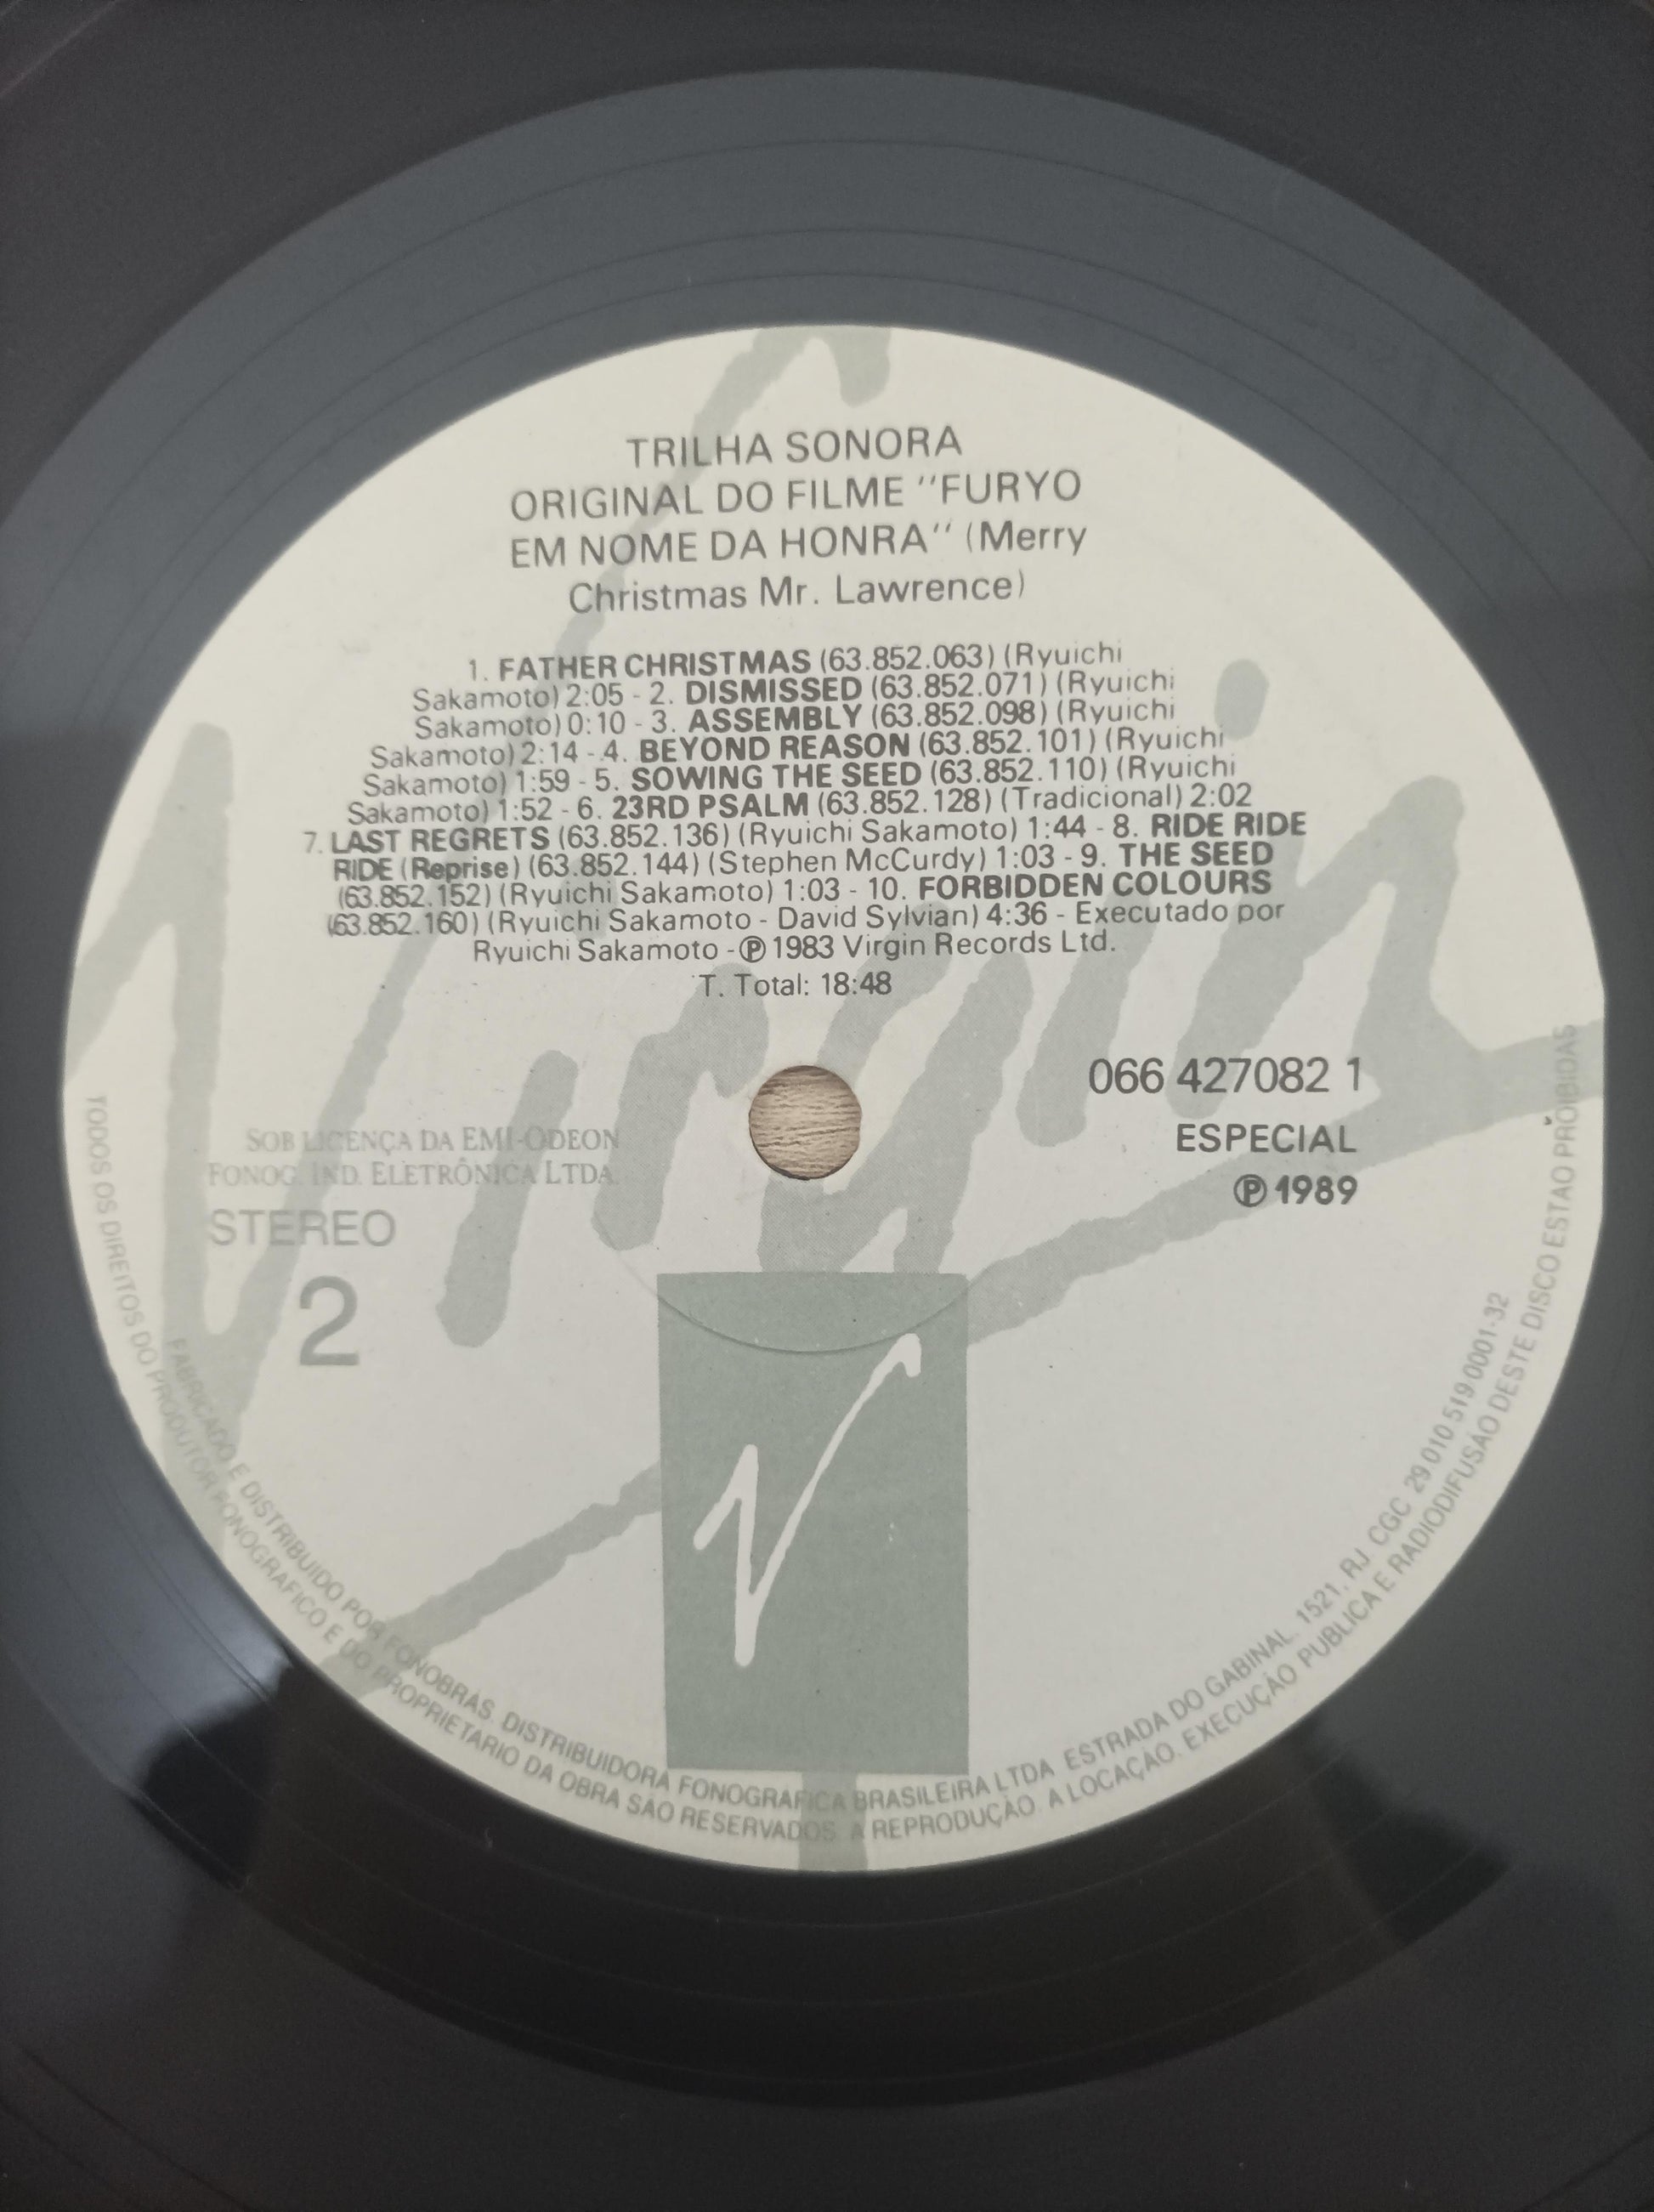 TRILHA SONORA
ORIGINAL DO FILME "FURYO
EM NOME DA HONRA" (Merry
Christmas Mr. Lawrence)
1. FATHER CHRISTMAS (63.852.063) (Ryuichi
Sakamoto) 2:05 - 2. DISMISSED (63.852.071) (Ryuichi
Sakamoto) 0:10 - 3. ASSEMBLY (63.852.098) (Ryuichi
Sakamoto) 2:14 - 4. BEYOND REASON (63.852.101) (Ryuichi
Sakamoto) 1:59 - 5. SOWING THE SEED (63.852.110) (Ryuichi
Sakamoto) 1:52 - 6. 23RD PSALM (63.852.128) (Tradicional) 2:02
7. LAST REGRETS (63.852.136) (Ryuichi Sakamoto) 1:44 - 8. RIDE RIDE
RIDE (Reprise) (63.852.144) (Stephen McCurdy) 1:03 - 9. THE SEED
(63.852.152) (Ryuichi Sakamoto) 1:03 - 10. FORBIDDEN COLOURS
(63.852.160) (Ryuichi Sakamoto - David Sylvian) 4:36 - Executado por
Ryuichi Sakamoto - Ⓟ 1983 Virgin Records Ltd.
T. Total: 18:48
Virgin
066 427082 1
ESPECIAL
Ⓟ 1989
SOB LICENÇA DA EMI-ODEON
FONOG. IND. ELETRÔNICA LTDA.
STEREO
2
V
FABRICADO E DISTRIBUIDO POR FONOBRAS, DISTRIBUIDORA FONOGRAFICA BRASILEIRA LTDA. ESTRADA DO GABINAL, 1521, RJ CGC 29.010.519.0001-32
TODOS OS DIREITOS DO PRODUTOR FONOGRAFICO E DO PROPRIETARIO DA OBRA SÃO RESERVADOS. A REPRODUÇÃO. A LOCAÇÃO. EXECUÇÃO PUBLICA E RADIODIFUSÃO DESTE DISCO ESTAO PROIBIDAS